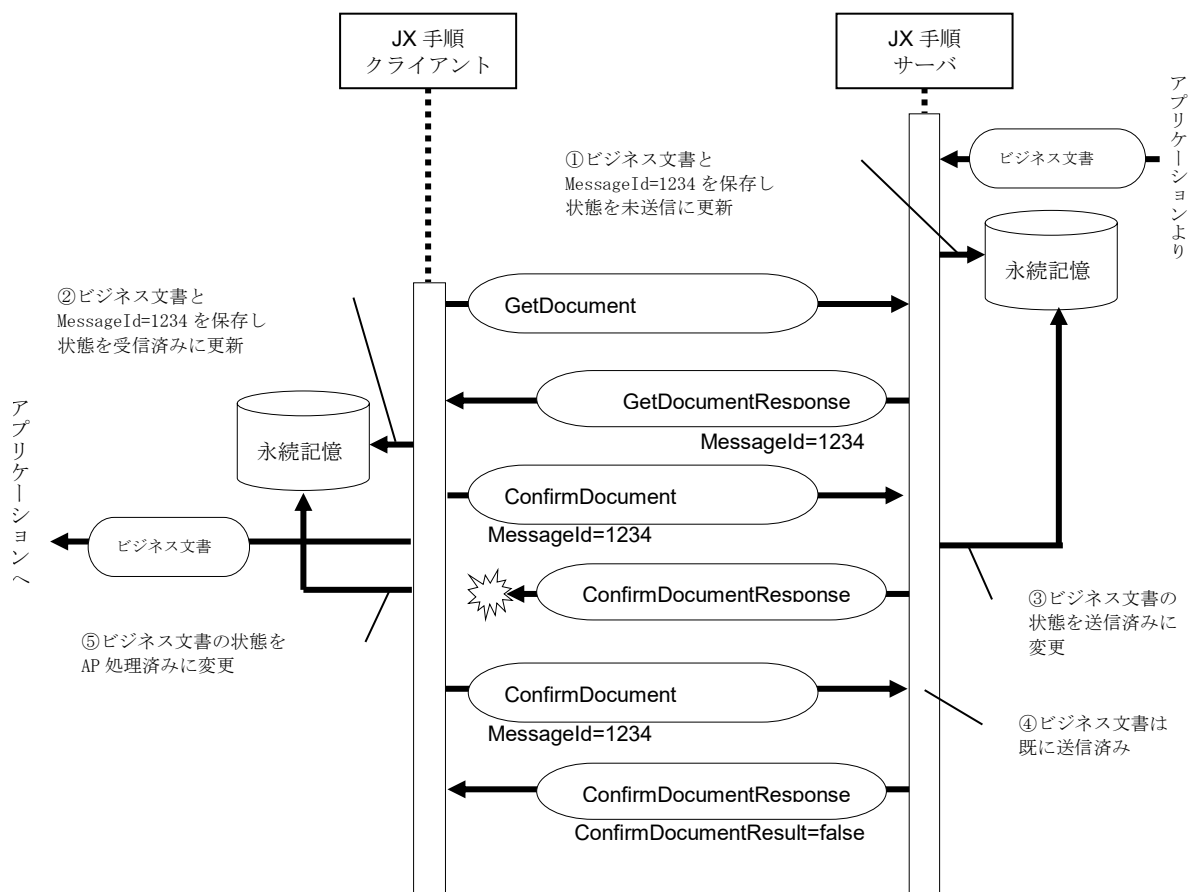 JX 手順
クライアント
JX 手順
サーバ
アプリケーションより
ビジネス文書
①ビジネス文書と
MessageId=1234 を保存し
状態を未送信に更新
永続記憶
GetDocument
②ビジネス文書と
MessageId=1234 を保存し
状態を受信済みに更新
GetDocumentResponse
MessageId=1234
永続記憶
アプリケーションへ
ConfirmDocument
MessageId=1234
ビジネス文書
ConfirmDocumentResponse
③ビジネス文書の
状態を送信済みに
変更
⑤ビジネス文書の状態を
AP 処理済みに変更
ConfirmDocument
MessageId=1234
④ビジネス文書は
既に送信済み
ConfirmDocumentResponse
ConfirmDocumentResult=false